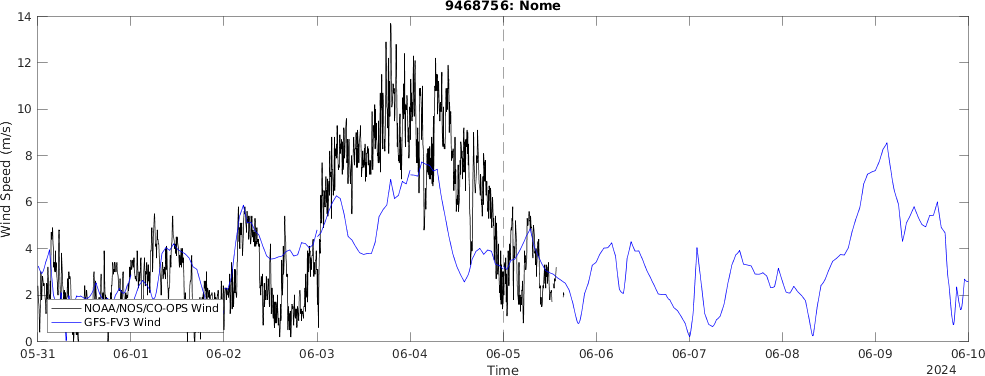 9468756: Nome
Wind Speed (m/s)
14
12
10
8
6
4
2
0
NOAA/NOS/CO-OPS Wind
GFS-FV3 Wind
05-31 06-01 06-02 06-03 06-04 06-05 06-06 06-07 06-08 06-09 06-10
Time
2024